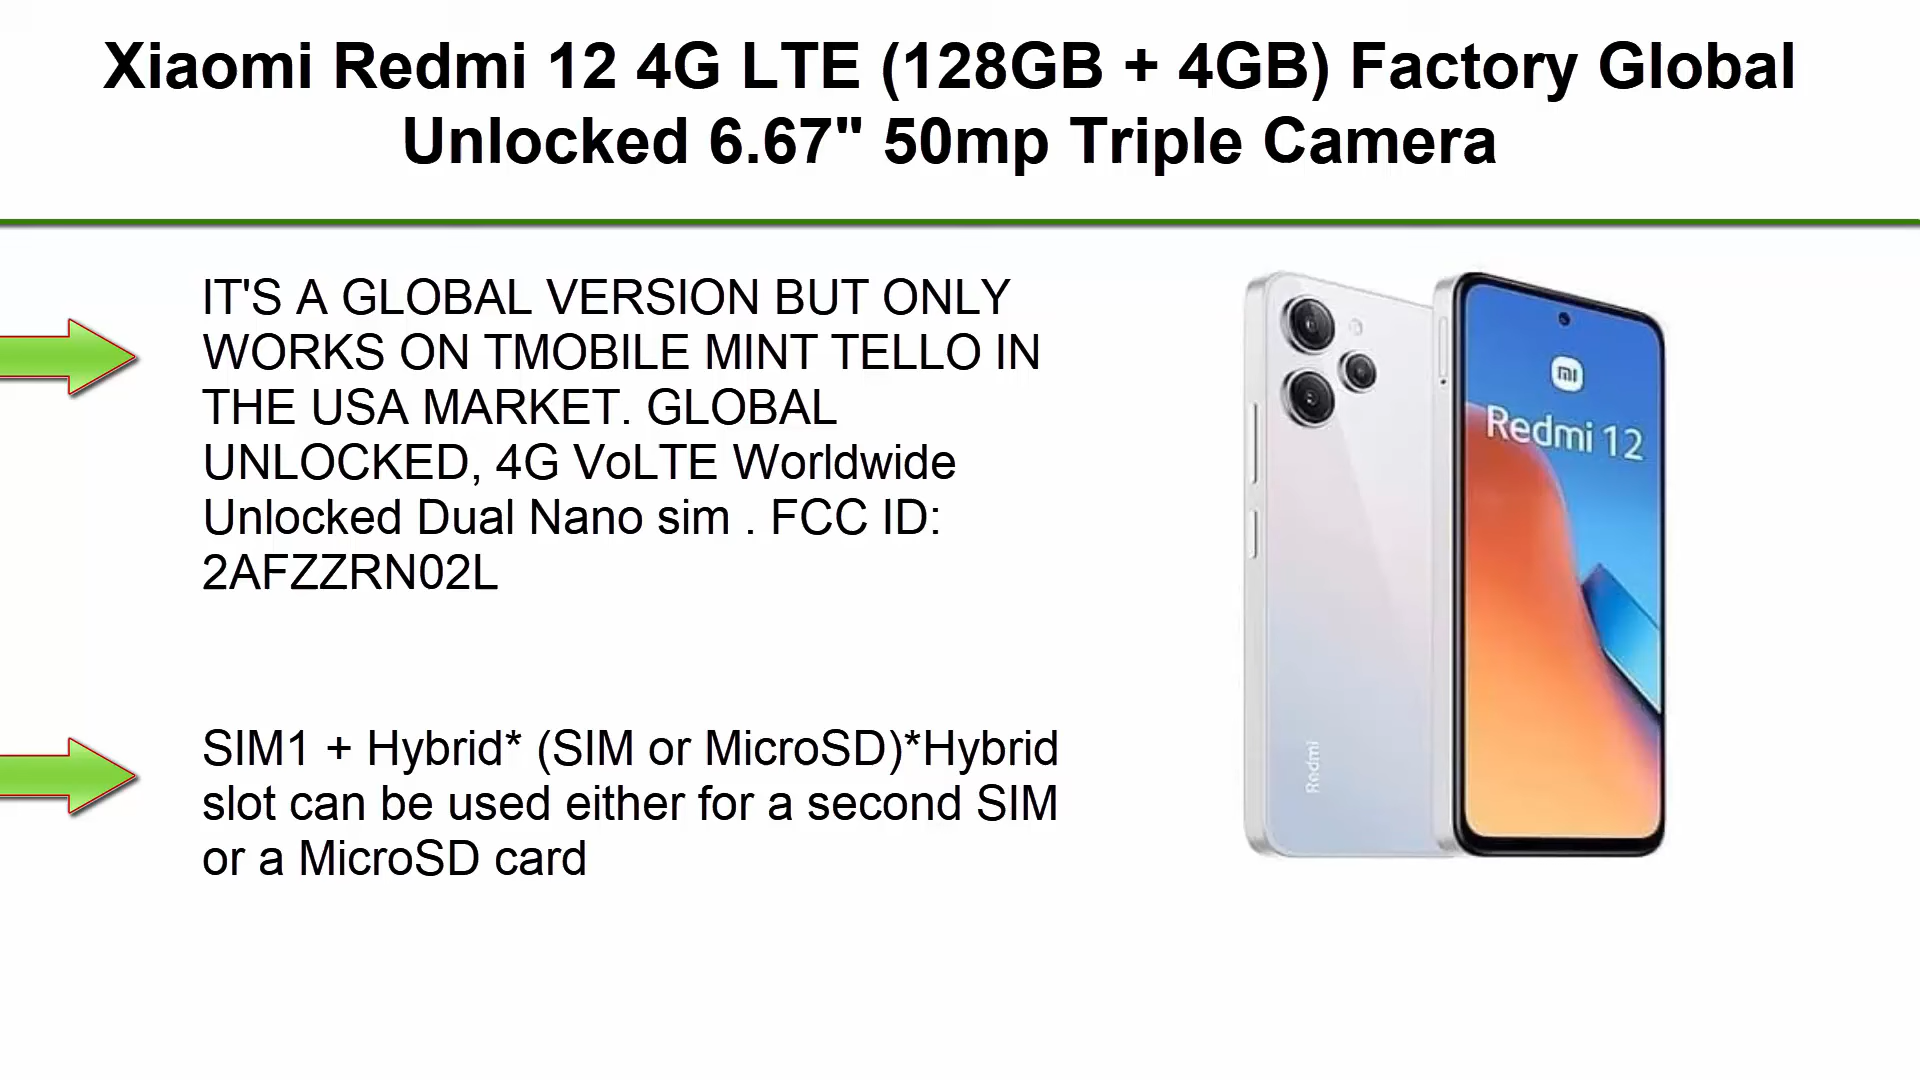 Xiaomi Redmi 12 4G LTE (128GB + 4GB) Factory Global
Unlocked 6.67" 50mp Triple Camera
IT'S A GLOBAL VERSION BUT ONLY
WORKS ON TMOBILE MINT TELLO IN
THE USA MARKET. GLOBAL
UNLOCKED, 4G VoLTE Worldwide
Unlocked Dual Nano sim . FCC ID:
2AFZZRN02L
SIM1 + Hybrid* (SIM or MicroSD)*Hybrid
slot can be used either for a second SIM
or a MicroSD card
mi
Redmi 12
Redmi